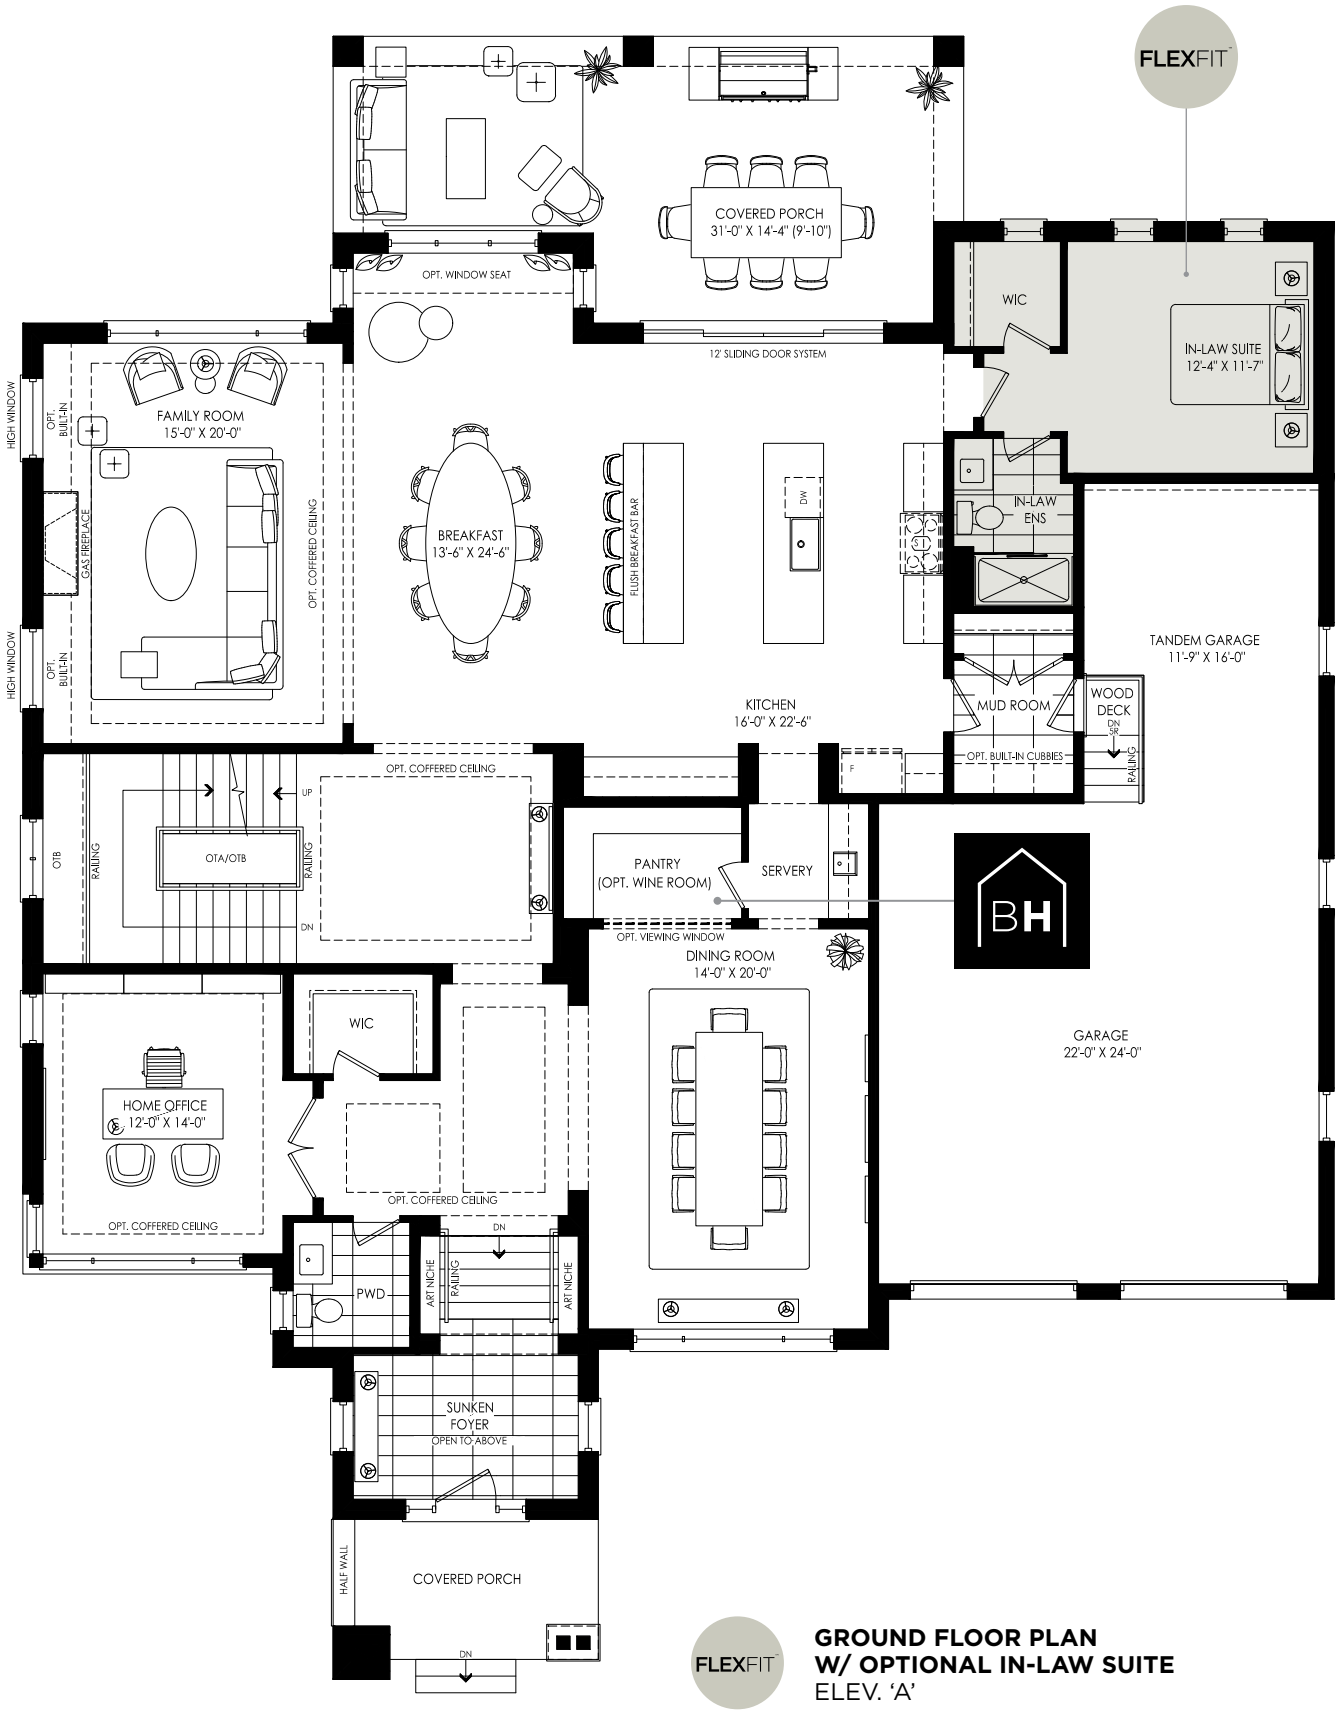 FLEXFIT™
COVERED PORCH
31'-0" X 14'-4" (9'-10")
OPT. WINDOW SEAT
WIC
IN-LAW SUITE
12'-4" X 11'-7"
12' SLIDING DOOR SYSTEM
HIGH WINDOW
OPT.
BUILT-IN
FAMILY ROOM
15'-0" X 20'-0"
GAS FIREPLACE
OPT. COFFERED CEILING
BREAKFAST
13'-6" X 24'-6"
FLUSH BREAKFAST BAR
DW
S
IN-LAW
ENS
HIGH WINDOW
OPT.
BUILT-IN
TANDEM GARAGE
11'-9" X 16'-0"
KITCHEN
16'-0" X 22'-6"
MUD ROOM
WOOD
DECK
DN
5R
RAILING
OPT. BUILT-IN CUBBIES
F
OPT. COFFERED CEILING
UP
OTB
RAILING
OTA/OTB
RAILING
DN
PANTRY
(OPT. WINE ROOM)
SERVERY
BH
OPT. VIEWING WINDOW
DINING ROOM
14'-0" X 20'-0"
WIC
GARAGE
22'-0" X 24'-0"
HOME OFFICE
12'-0" X 14'-0"
OPT. COFFERED CEILING
OPT. COFFERED CEILING
DN
ART NICHE
RAILING
ART NICHE
PWD
SUNKEN
FOYER
OPEN TO ABOVE
HALF WALL
COVERED PORCH
DN
FLEXFIT™
GROUND FLOOR PLAN
W/ OPTIONAL IN-LAW SUITE
ELEV. ‘A’